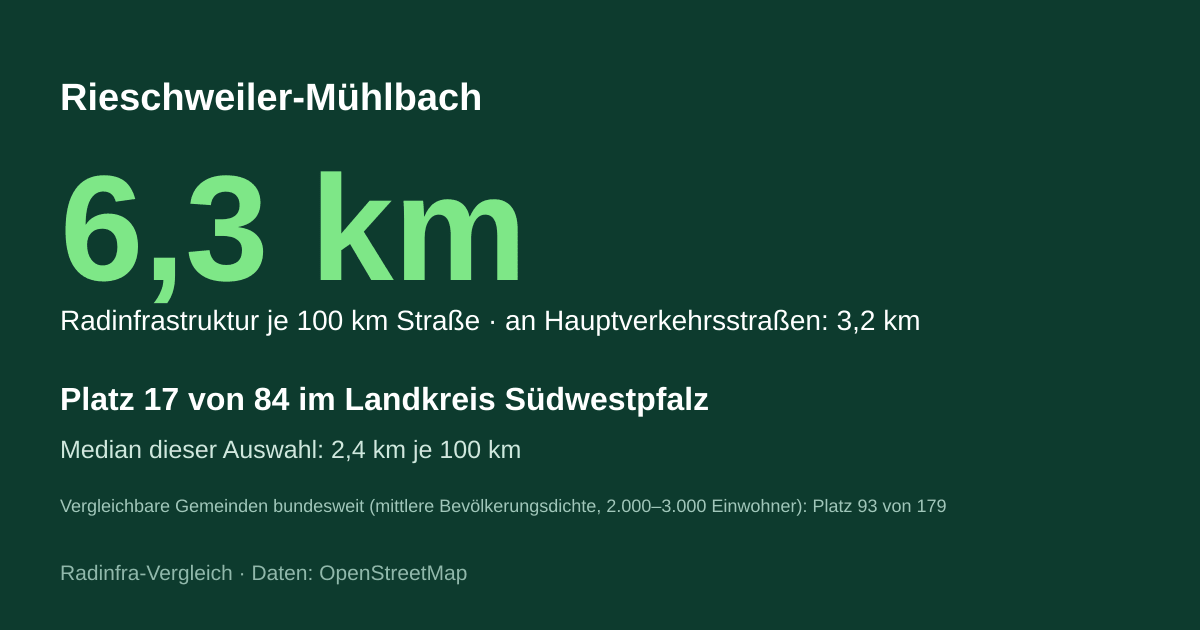 Rieschweiler-Mühlbach
6,3 km
Radinfrastruktur je 100 km Straße · an Hauptverkehrsstraßen: 3,2 km
Platz 17 von 84 im Landkreis Südwestpfalz
Median dieser Auswahl: 2,4 km je 100 km
Vergleichbare Gemeinden bundesweit (mittlere Bevölkerungsdichte, 2.000–3.000 Einwohner): Platz 93 von 179
Radinfra-Vergleich · Daten: OpenStreetMap